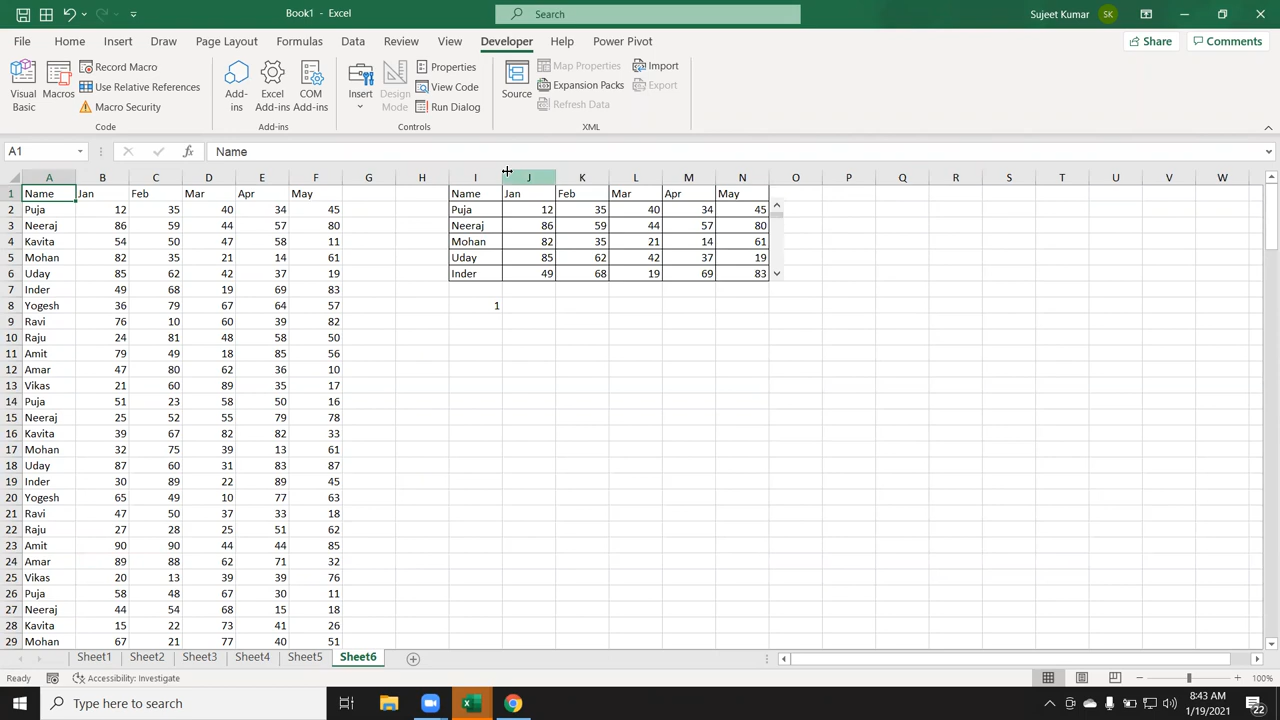 Book1 - Excel
Search
Sujeet Kumar
SK
File Home Insert Draw Page Layout Formulas Data Review View Developer Help Power Pivot
Share
Comments
Visual Basic
Macros
Record Macro
Use Relative References
Macro Security
Code
Add-ins
Excel Add-ins
COM Add-ins
Add-ins
Insert
Design Mode
Properties
View Code
Run Dialog
Controls
Source
Map Properties
Expansion Packs
Refresh Data
Import
Export
XML
A1
fx
Name
A B C D E F G H I J K L M N O P Q R S T U V W
1 Name Jan Feb Mar Apr May Name Jan Feb Mar Apr May
2 Puja 12 35 40 34 45 Puja 12 35 40 34 45
3 Neeraj 86 59 44 57 80 Neeraj 86 59 44 57 80
4 Kavita 54 50 47 58 11 Mohan 82 35 21 14 61
5 Mohan 82 35 21 14 61 Uday 85 62 42 37 19
6 Uday 85 62 42 37 19 Inder 49 68 19 69 83
7 Inder 49 68 19 69 83
8 Yogesh 36 79 67 64 57 1
9 Ravi 76 10 60 39 82
10 Raju 24 81 48 58 50
11 Amit 79 49 18 85 56
12 Amar 47 80 62 36 10
13 Vikas 21 60 89 35 17
14 Puja 51 23 58 50 16
15 Neeraj 25 52 55 79 78
16 Kavita 39 67 82 82 33
17 Mohan 32 75 39 13 61
18 Uday 87 60 31 83 87
19 Inder 30 89 22 89 45
20 Yogesh 65 49 10 77 63
21 Ravi 47 50 37 33 18
22 Raju 27 28 25 51 62
23 Amit 90 90 44 44 85
24 Amar 89 88 62 71 32
25 Vikas 20 13 39 39 76
26 Puja 58 48 67 30 11
27 Neeraj 44 54 68 15 18
28 Kavita 15 22 73 41 26
29 Mohan 67 21 77 40 51
Sheet1 Sheet2 Sheet3 Sheet4 Sheet5 Sheet6
Ready
Accessibility: Investigate
100%
Type here to search
8:43 AM
1/19/2021
22